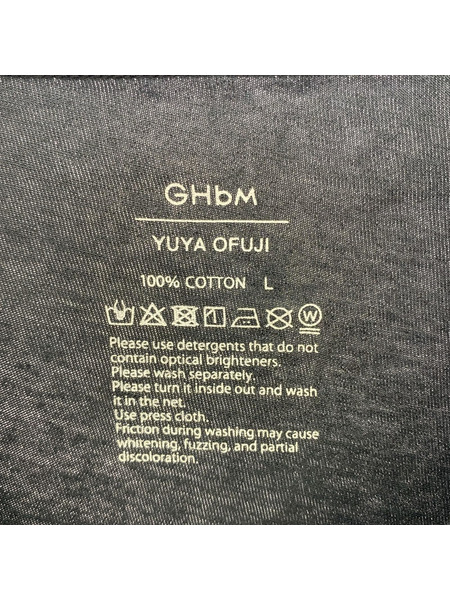 GHbM
YUYA OFUJI
100% COTTON L
W
Please use detergents that do not
contain optical brighteners.
Please wash separately.
Please turn it inside out and wash
it in the net.
Use press cloth.
Friction during washing may cause
whitening, fuzzing, and partial
discoloration.